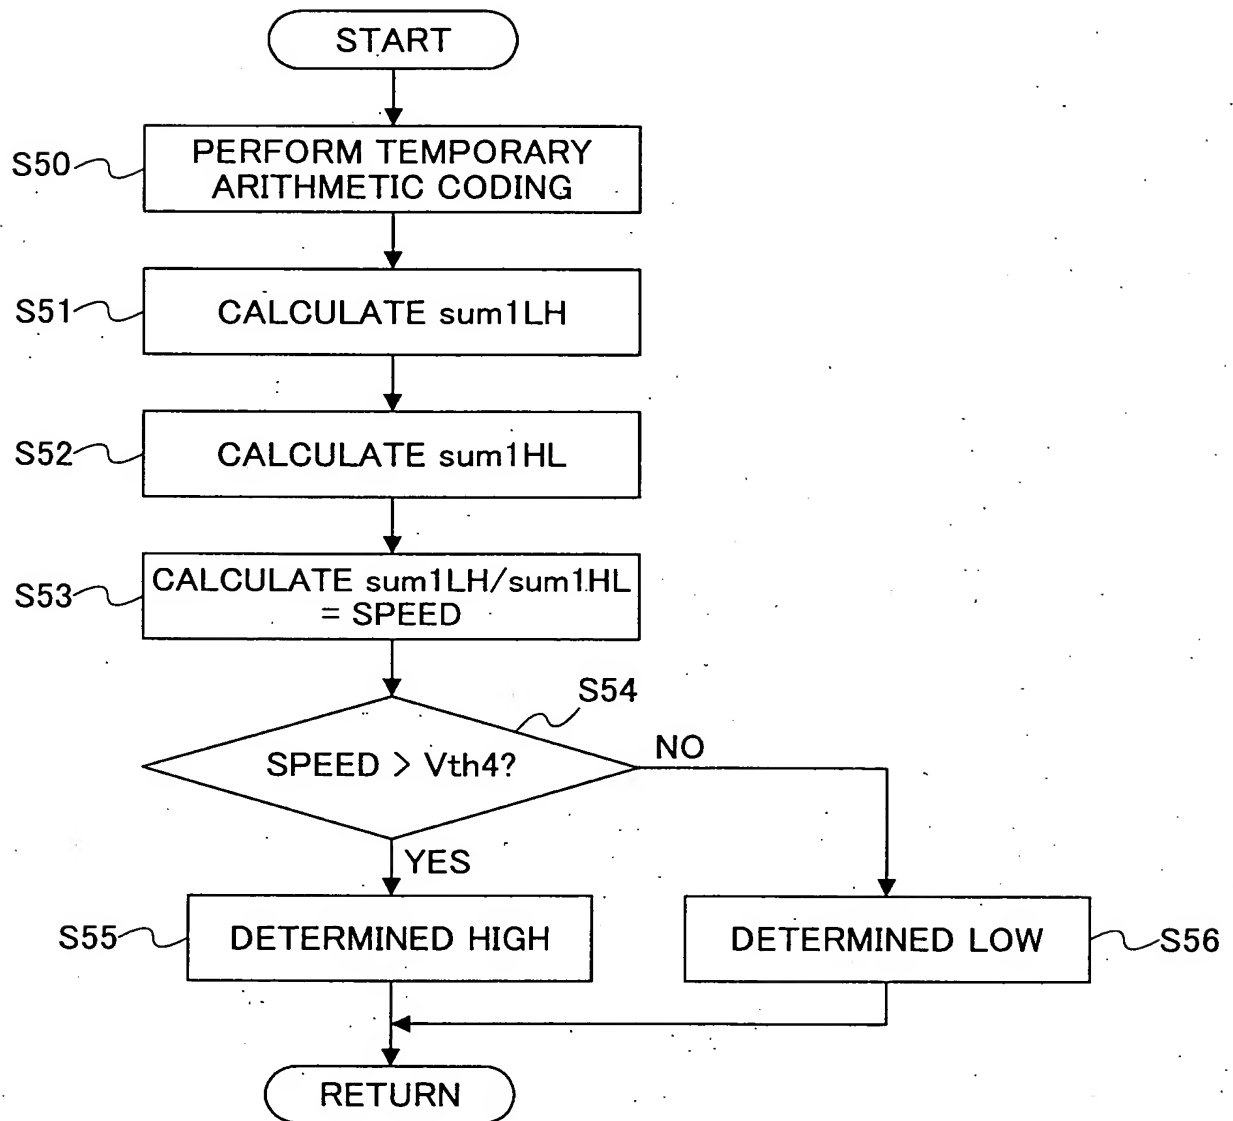 START
S50
PERFORM TEMPORARY
ARITHMETIC CODING
S51
CALCULATE sum1LH
S52
CALCULATE sum1HL
S53
CALCULATE sum1LH/sum1HL
= SPEED
S54
SPEED > Vth4?
NO
YES
S55
DETERMINED HIGH
DETERMINED LOW
S56
RETURN